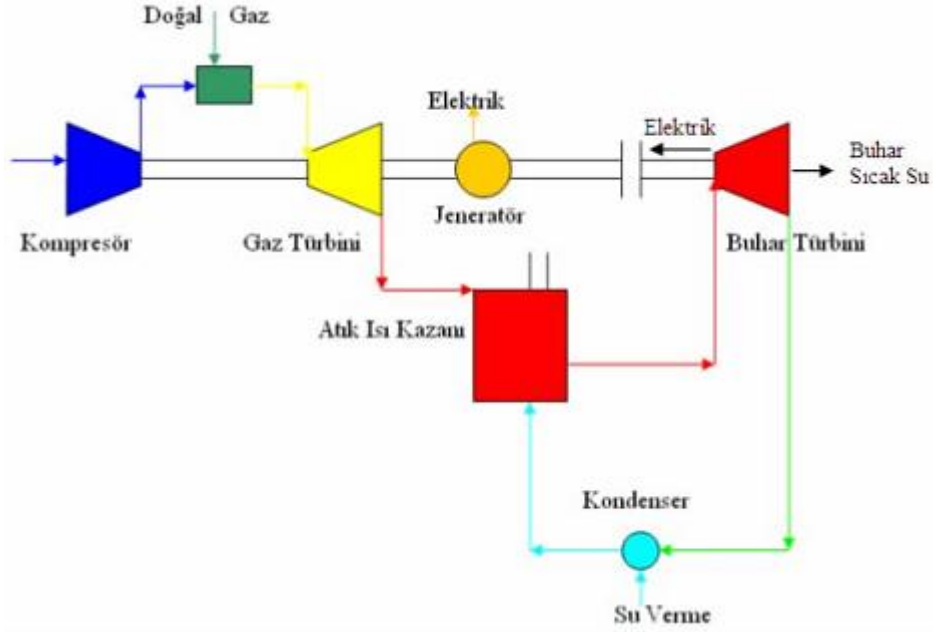 Doğal Gaz
Elektrik
Elektrik
Buhar
Sıcak Su
Jeneratör
Kompresör
Gaz Türbini
Buhar Türbini
Atık Isı Kazanı
Kondenser
Su Verme